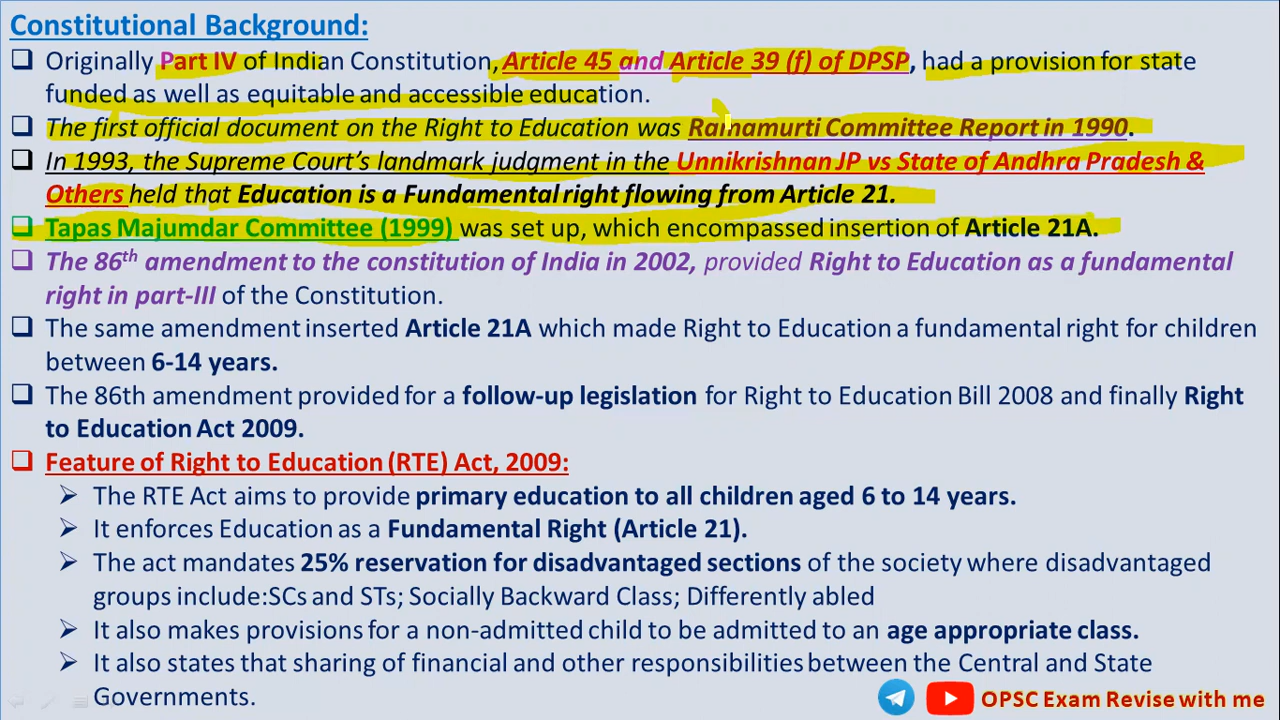 Constitutional Background:
Originally Part IV of Indian Constitution, Article 45 and Article 39 (f) of DPSP, had a provision for state
funded as well as equitable and accessible education.
The first official document on the Right to Education was Ramamurti Committee Report in 1990.
In 1993, the Supreme Court's landmark judgment in the Unnikrishnan JP vs State of Andhra Pradesh &
Others held that Education is a Fundamental right flowing from Article 21.
Tapas Majumdar Committee (1999) was set up, which encompassed insertion of Article 21A.
The 86th amendment to the constitution of India in 2002, provided Right to Education as a fundamental
right in part-III of the Constitution.
The same amendment inserted Article 21A which made Right to Education a fundamental right for children
between 6-14 years.
The 86th amendment provided for a follow-up legislation for Right to Education Bill 2008 and finally Right
to Education Act 2009.
Feature of Right to Education (RTE) Act, 2009:
The RTE Act aims to provide primary education to all children aged 6 to 14 years.
It enforces Education as a Fundamental Right (Article 21).
The act mandates 25% reservation for disadvantaged sections of the society where disadvantaged
groups include:SCs and STs; Socially Backward Class; Differently abled
It also makes provisions for a non-admitted child to be admitted to an age appropriate class.
It also states that sharing of financial and other responsibilities between the Central and State
Governments.
OPSC Exam Revise with me